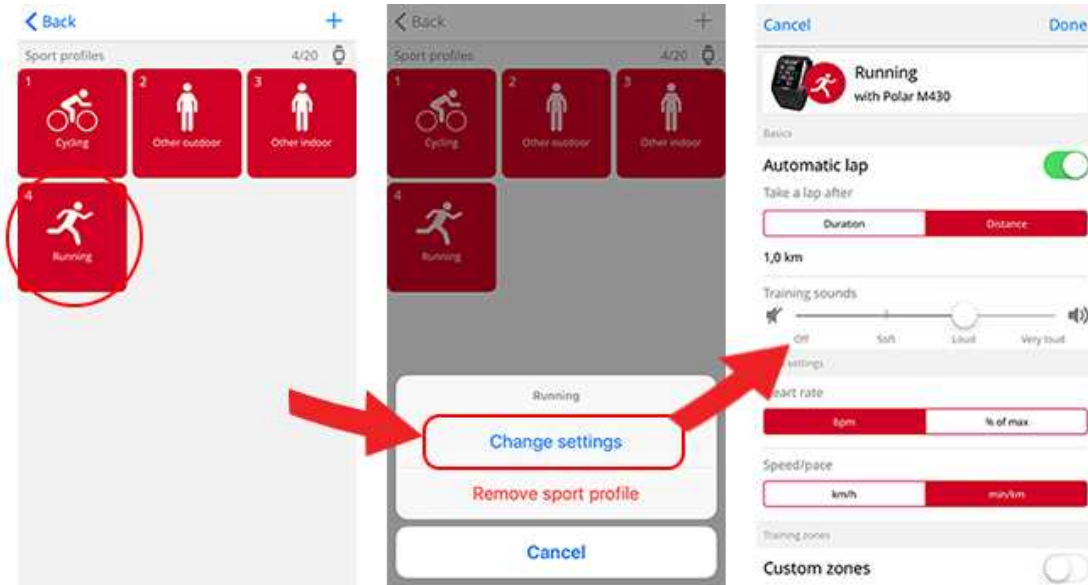 Back
Sport profiles 4/20
1 2 3
Cycling Other outdoor Other indoor
4
Running
Back
Sport profiles 4/20
1 2 3
Cycling Other outdoor Other indoor
4
Running
Running
Change settings
Remove sport profile
Cancel
Cancel Done
Running
with Polar M430
Basics
Automatic lap
Take a lap after
Duration Distance
1,0 km
Training sounds
Off Soft Loud Very loud
settings
eart rate
bpm % of max
Speed/pace
km/h min/km
Training zones
Custom zones